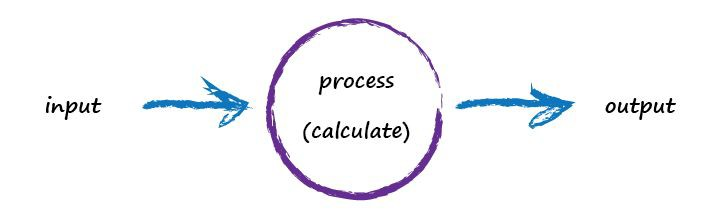 input
process
(calculate)
output